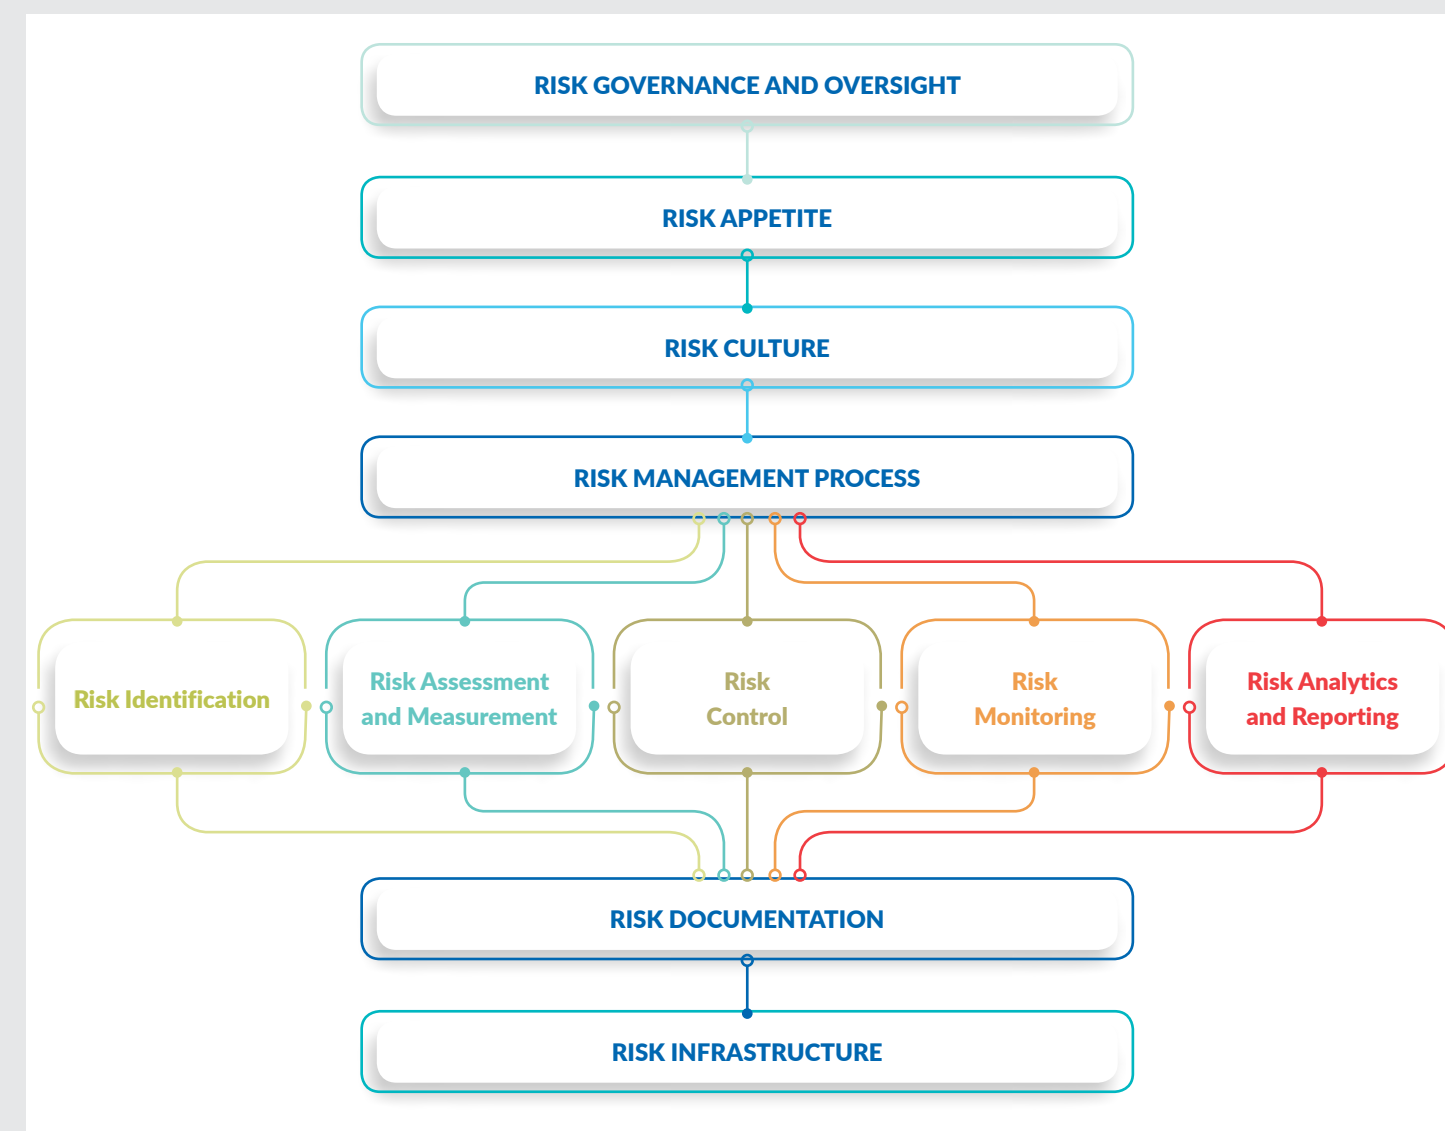 RISK GOVERNANCE AND OVERSIGHT
RISK APPETITE
RISK CULTURE
RISK MANAGEMENT PROCESS
Risk Identification
Risk Assessment
and Measurement
Risk
Control
Risk
Monitoring
Risk Analytics
and Reporting
RISK DOCUMENTATION
RISK INFRASTRUCTURE